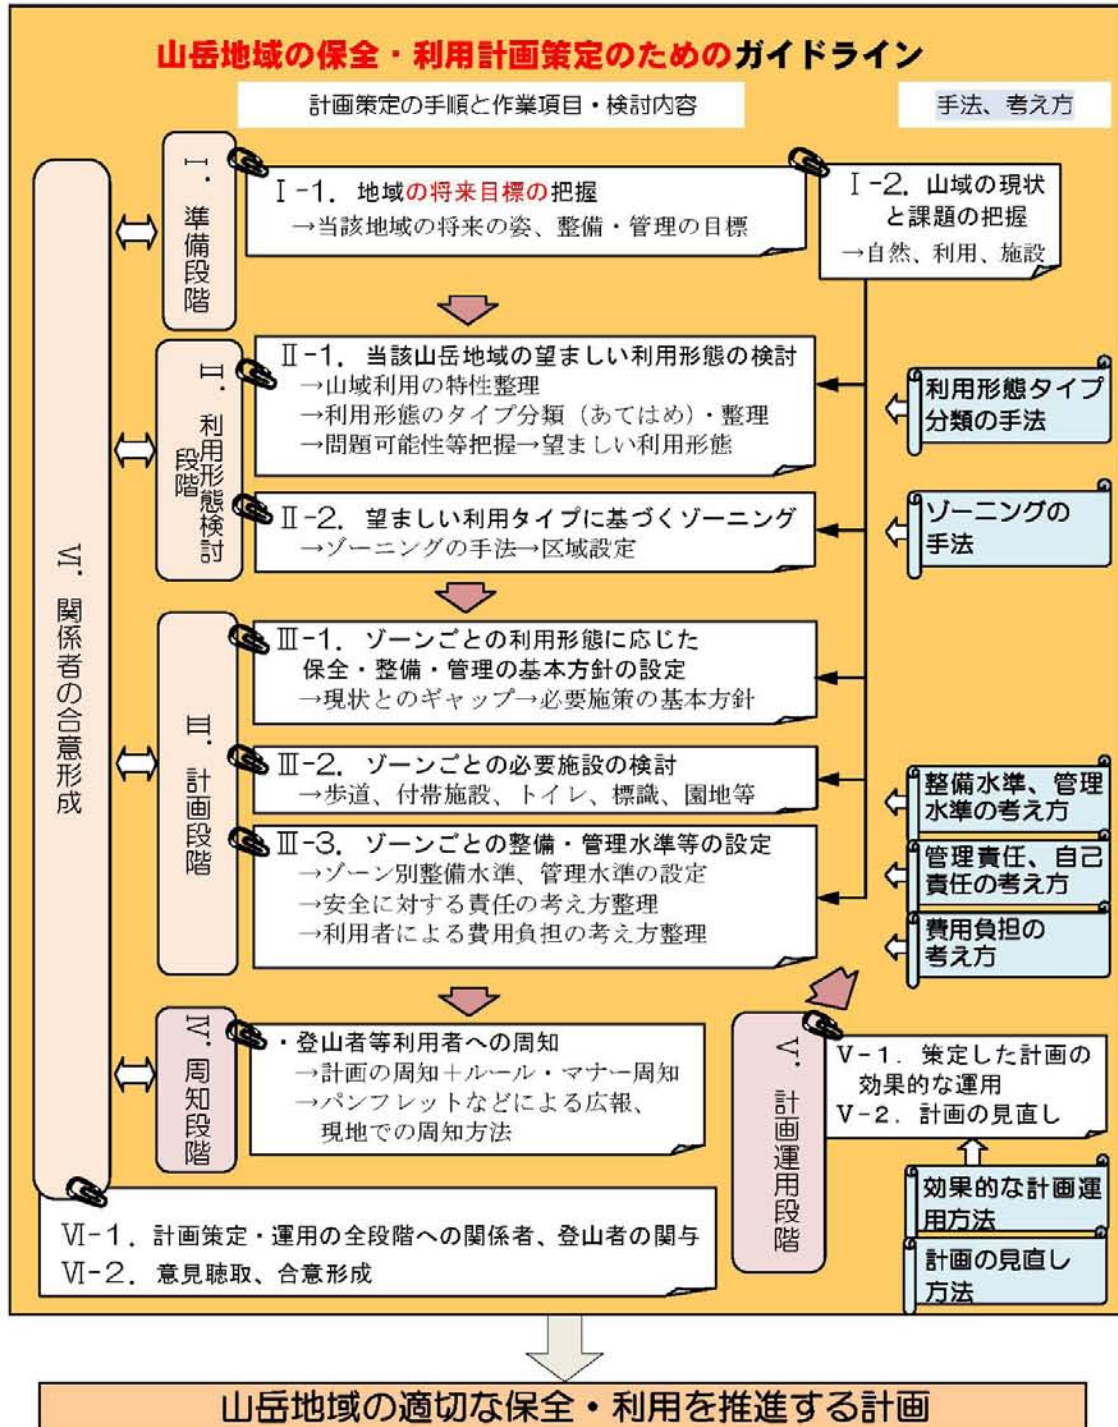 山岳地域の保全・利用計画策定のためのガイドライン
計画策定の手順と作業項目・検討内容
手法、考え方
Ⅰ．準備段階
Ⅰ-1．地域の将来目標の把握
→当該地域の将来の姿、整備・管理の目標
Ⅰ-2．山域の現状
と課題の把握
→自然、利用、施設
Ⅱ．利用形態検討
段階
Ⅱ-1．当該山岳地域の望ましい利用形態の検討
→山域利用の特性整理
→利用形態のタイプ分類（あてはめ）・整理
→問題可能性等把握→望ましい利用形態
利用形態タイプ
分類の手法
Ⅱ-2．望ましい利用タイプに基づくゾーニング
→ゾーニングの手法→区域設定
ゾーニングの
手法
Ⅲ．計画段階
Ⅲ-1．ゾーンごとの利用形態に応じた
保全・整備・管理の基本方針の設定
→現状とのギャップ→必要施策の基本方針
Ⅲ-2．ゾーンごとの必要施設の検討
→歩道、付帯施設、トイレ、標識、園地等
Ⅲ-3．ゾーンごとの整備・管理水準等の設定
→ゾーン別整備水準、管理水準の設定
→安全に対する責任の考え方整理
→利用者による費用負担の考え方整理
整備水準、管理
水準の考え方
管理責任、自己
責任の考え方
費用負担の
考え方
Ⅳ．周知段階
・登山者等利用者への周知
→計画の周知＋ルール・マナー周知
→パンフレットなどによる広報、
現地での周知方法
Ⅴ．計画運用段階
Ⅴ-1．策定した計画の
効果的な運用
Ⅴ-2．計画の見直し
効果的な計画運
用方法
計画の見直し
方法
Ⅵ．関係者の合意形成
Ⅵ-1．計画策定・運用の全段階への関係者、登山者の関与
Ⅵ-2．意見聴取、合意形成
山岳地域の適切な保全・利用を推進する計画